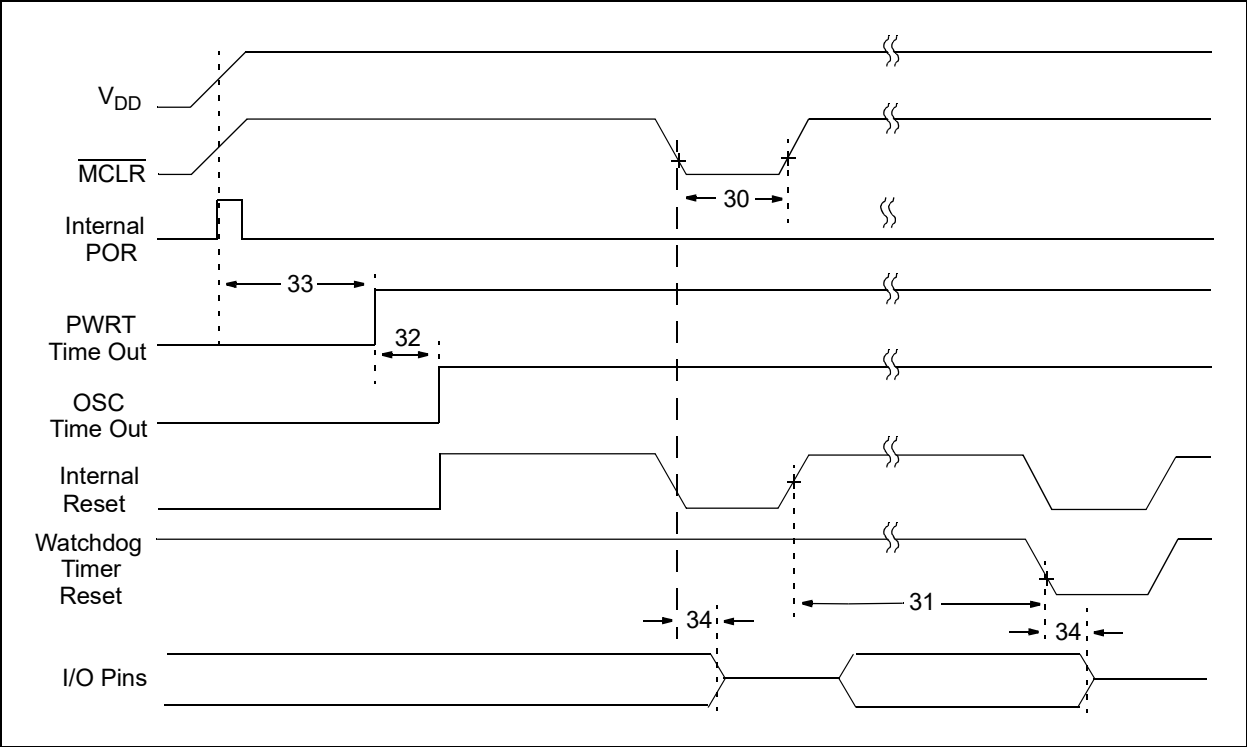 VDD
MCLR
30
Internal
POR
33
PWRT
Time Out
32
OSC
Time Out
Internal
Reset
Watchdog
Timer
Reset
31
34
34
I/O Pins